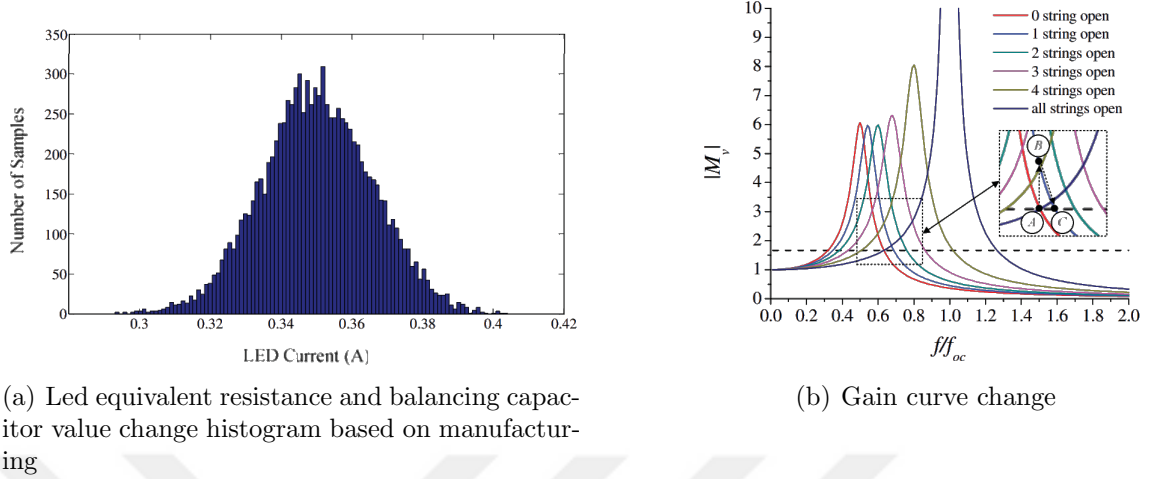 350
300
250
200
150
100
50
0
Number of Samples
0.3 0.32 0.34 0.36 0.38 0.4 0.42
LED Current (A)
(a) Led equivalent resistance and balancing capac-
itor value change histogram based on manufactur-
ing
10
9
8
7
6
5
4
3
2
1
0
|M_v|
0 string open
1 string open
2 strings open
3 strings open
4 strings open
all strings open
B
A C
0.0 0.2 0.4 0.6 0.8 1.0 1.2 1.4 1.6 1.8 2.0
f/f_oc
(b) Gain curve change